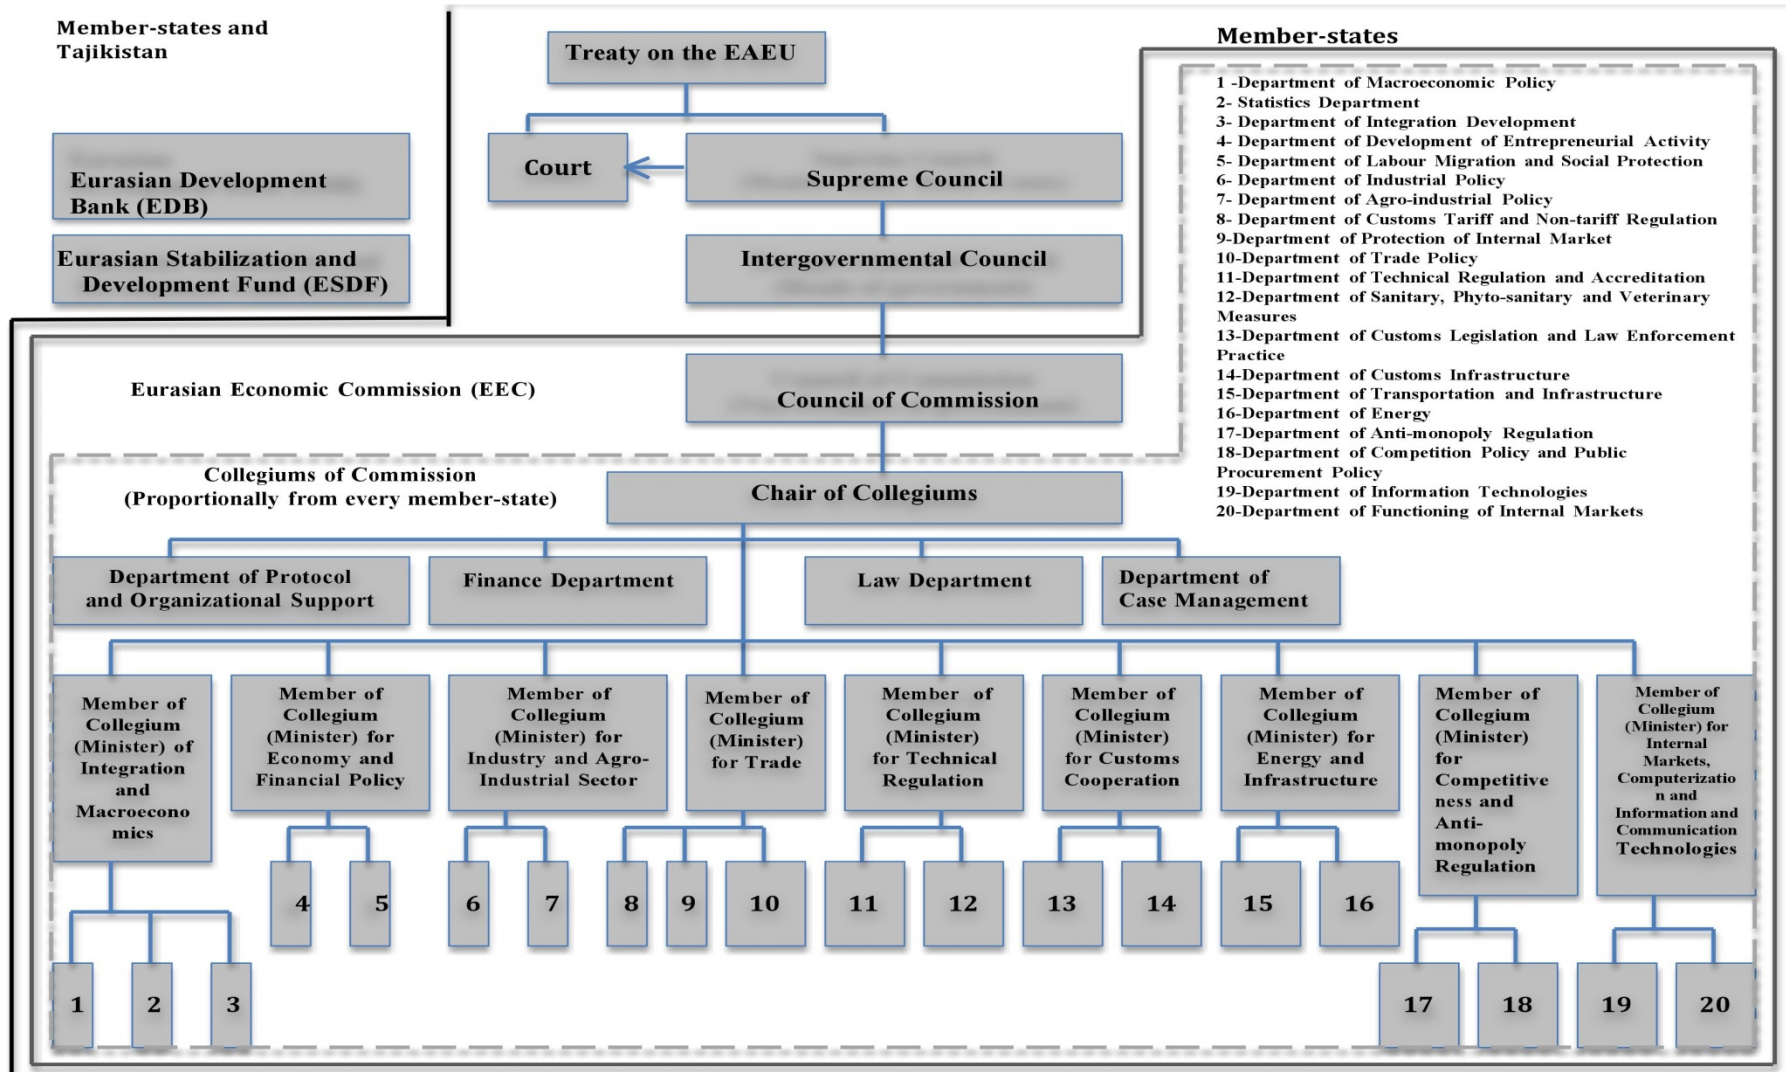 Member-states and
Tajikistan
Eurasian Development
Bank (EDB)
Eurasian Stabilization and
Development Fund (ESDF)
Treaty on the EAEU
Court
Supreme Council
Intergovernmental Council
Eurasian Economic Commission (EEC)
Council of Commission
Member-states
1 -Department of Macroeconomic Policy
2- Statistics Department
3- Department of Integration Development
4- Department of Development of Entrepreneurial Activity
5- Department of Labour Migration and Social Protection
6- Department of Industrial Policy
7- Department of Agro-industrial Policy
8- Department of Customs Tariff and Non-tariff Regulation
9-Department of Protection of Internal Market
10-Department of Trade Policy
11-Department of Technical Regulation and Accreditation
12-Department of Sanitary, Phyto-sanitary and Veterinary
Measures
13-Department of Customs Legislation and Law Enforcement
Practice
14-Department of Customs Infrastructure
15-Department of Transportation and Infrastructure
16-Department of Energy
17-Department of Anti-monopoly Regulation
18-Department of Competition Policy and Public
Procurement Policy
19-Department of Information Technologies
20-Department of Functioning of Internal Markets
Collegiums of Commission
(Proportionally from every member-state)
Chair of Collegiums
Department of Protocol
and Organizational Support
Finance Department
Law Department
Department of
Case Management
Member of
Collegium
(Minister) of
Integration
and
Macroecono
mics
Member of
Collegium
(Minister) for
Economy and
Financial Policy
Member of
Collegium
(Minister) for
Industry and Agro-
Industrial Sector
Member of
Collegium
(Minister)
for Trade
Member of
Collegium
(Minister)
for Technical
Regulation
Member of
Collegium
(Minister)
for Customs
Cooperation
Member of
Collegium
(Minister) for
Energy and
Infrastructure
Member of
Collegium
(Minister)
for
Competitive
ness and
Anti-
monopoly
Regulation
Member of
Collegium
(Minister) for
Internal
Markets,
Computerizatio
n and
Information and
Communication
Technologies
4
5
6
7
8
9
10
11
12
13
14
15
16
1
2
3
17
18
19
20